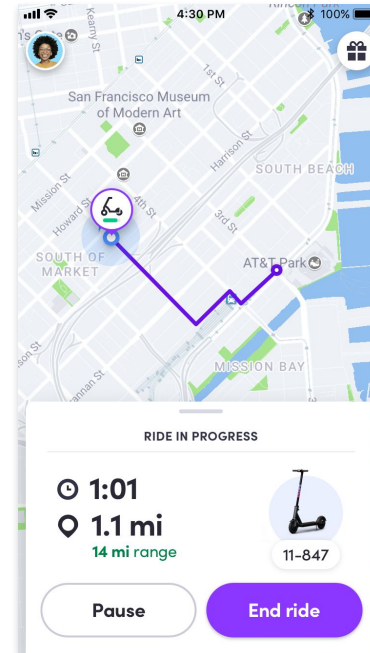 4:30 PM
100%
Kearny St
1st St
San Francisco Museum
of Modern Art
Harrison St
SOUTH BEACH
Mission St
Howard St
4th St
3rd St
SOUTH OF
MARKET
AT&T Park
MISSION BAY
RIDE IN PROGRESS
1:01
1.1 mi
14 mi range
11-847
Pause
End ride